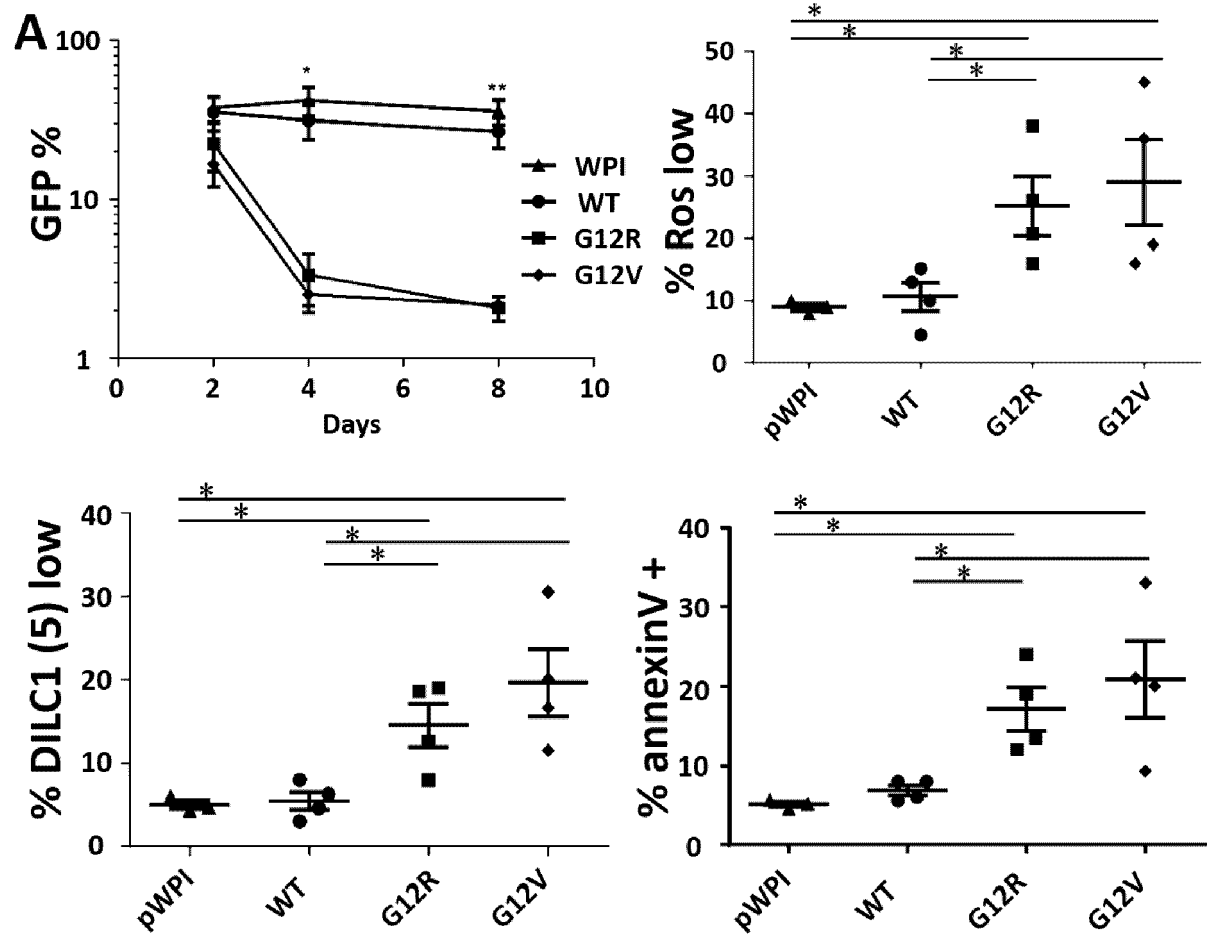 A
GFP %
100
10
1
*
**
0 2 4 6 8 10
Days
WPI
WT
G12R
G12V
% Ros low
50
40
30
20
10
0
*
*
*
*
pWPI
WT
G12R
G12V
% DILC1 (5) low
40
30
20
10
0
*
*
*
*
pWPI
WT
G12R
G12V
% annexinV +
40
30
20
10
0
*
*
*
*
pWPI
WT
G12R
G12V